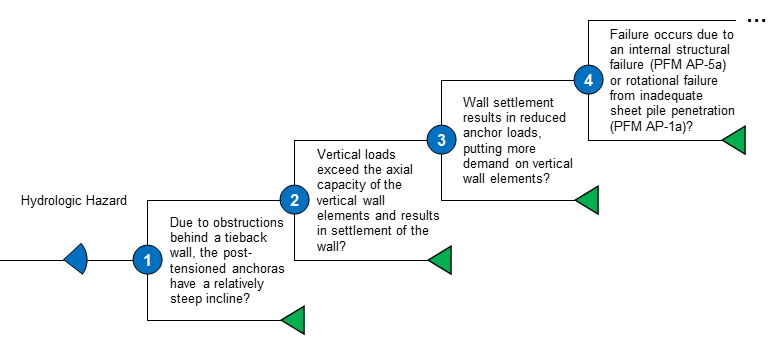 Hydrologic Hazard
1
Due to obstructions
behind a tieback
wall, the post-
tensioned anchoras
have a relatively
steep incline?
2
Vertical loads
exceed the axial
capacity of the
vertical wall
elements and results
in settlement of the
wall?
3
Wall settlement
results in reduced
anchor loads,
putting more
demand on vertical
wall elements?
4
Failure occurs due to
an internal structural
failure (PFM AP-5a)
or rotational failure
from inadequate
sheet pile penetration
(PFM AP-1a)?
...